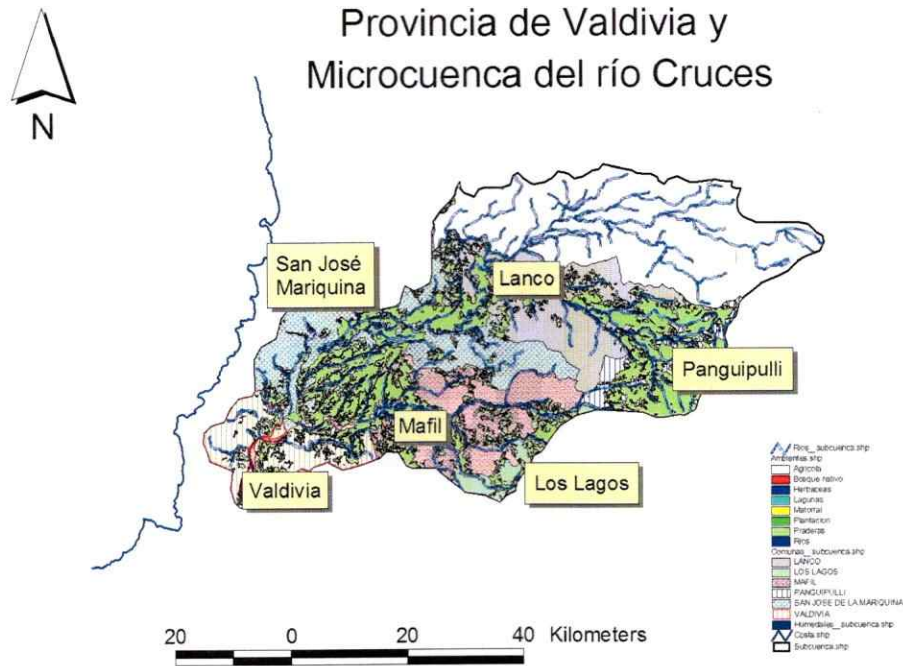 Provincia de Valdivia y
Microcuenca del río Cruces
N
San José
Mariquina
Lanco
Panguipulli
Mafil
Valdivia
Los Lagos
Rios_subcuenca.shp
Ambientes.shp
Agricola
Bosque nativo
Herbaceas
Lagunas
Matorral
Plantacion
Praderas
Rios
Comunas_subcuenca.shp
LANCO
LOS LAGOS
MAFIL
PANGUIPULLI
SAN JOSE DE LA MARIQUINA
VALDIVIA
Humedales_subcuenca.shp
Costa.shp
Subcuenca.shp
20 0 20 40 Kilometers